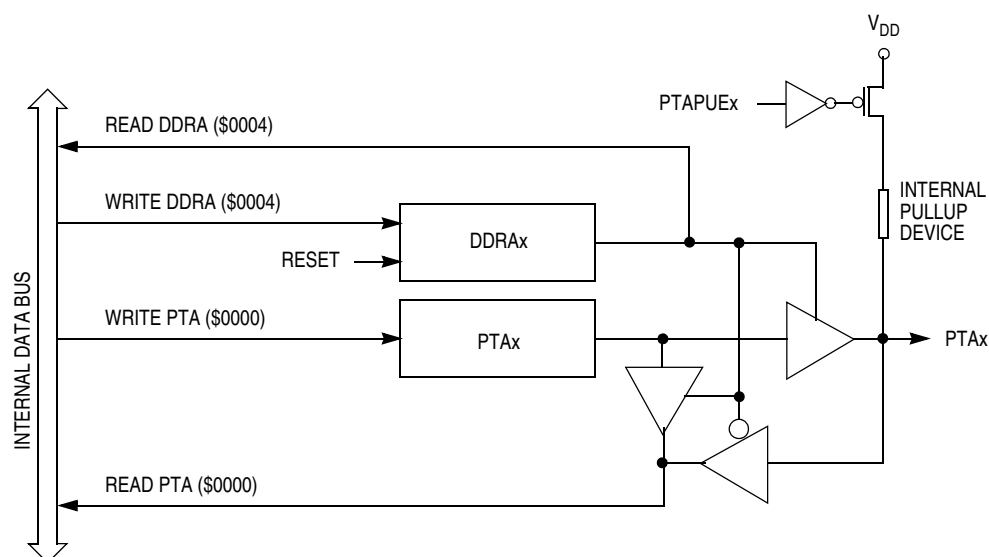 VDD
PTAPUEx
READ DDRA ($0004)
WRITE DDRA ($0004)
INTERNAL
PULLUP
DEVICE
DDRAx
RESET
INTERNAL DATA BUS
WRITE PTA ($0000)
PTAx
PTAx
READ PTA ($0000)